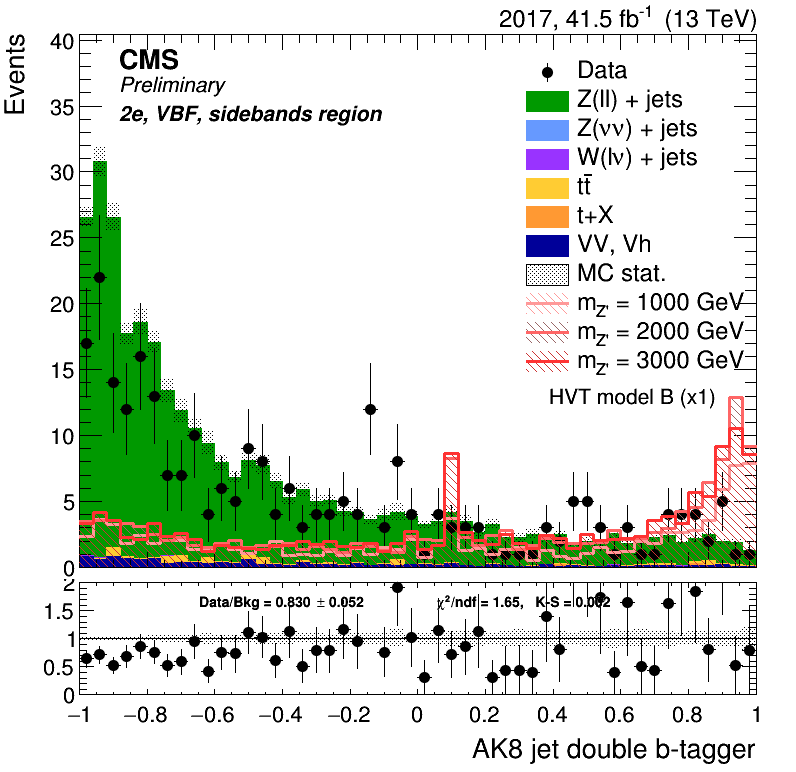 2017, 41.5 fb⁻¹ (13 TeV)
Events
40
35
30
25
20
15
10
5
0
CMS
Preliminary
2e, VBF, sidebands region
Data
Z(ll) + jets
Z(νν) + jets
W(lν) + jets
tt̄
t+X
VV, Vh
MC stat.
m_Z' = 1000 GeV
m_Z' = 2000 GeV
m_Z' = 3000 GeV
HVT model B (x1)
2
1.5
1
0.5
0
Data/Bkg = 0.830 ± 0.052
χ²/ndf = 1.65, K-S = 0.002
−1 −0.8 −0.6 −0.4 −0.2 0 0.2 0.4 0.6 0.8 1
AK8 jet double b-tagger